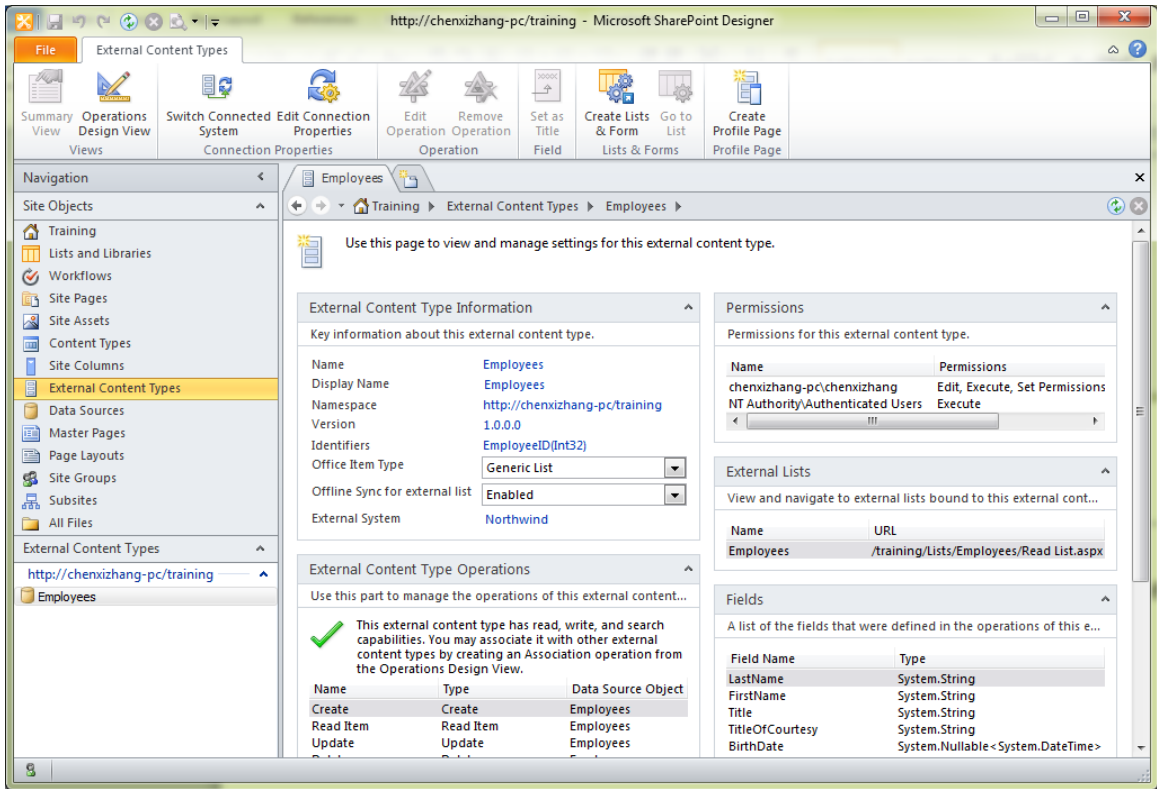 http://chenxizhang-pc/training - Microsoft SharePoint Designer
File
External Content Types
Summary View
Operations Design View
Views
Switch Connected System
Edit Connection Properties
Connection Properties
Edit Operation
Remove Operation
Operation
Set as Title
Field
Create Lists & Form
Go to List
Lists & Forms
Create Profile Page
Profile Page
Navigation
Site Objects
Training
Lists and Libraries
Workflows
Site Pages
Site Assets
Content Types
Site Columns
External Content Types
Data Sources
Master Pages
Page Layouts
Site Groups
Subsites
All Files
External Content Types
http://chenxizhang-pc/training
Employees
Employees
Training External Content Types Employees
Use this page to view and manage settings for this external content type.
External Content Type Information
Key information about this external content type.
Name Employees
Display Name Employees
Namespace http://chenxizhang-pc/training
Version 1.0.0.0
Identifiers EmployeeID(Int32)
Office Item Type Generic List
Offline Sync for external list Enabled
External System Northwind
External Content Type Operations
Use this part to manage the operations of this external content...
This external content type has read, write, and search
capabilities. You may associate it with other external
content types by creating an Association operation from
the Operations Design View.
Name Type Data Source Object
Create Create Employees
Read Item Read Item Employees
Update Update Employees
Permissions
Permissions for this external content type.
Name Permissions
chenxizhang-pc\chenxizhang Edit, Execute, Set Permissions
NT Authority\Authenticated Users Execute
External Lists
View and navigate to external lists bound to this external cont...
Name URL
Employees /training/Lists/Employees/Read List.aspx
Fields
A list of the fields that were defined in the operations of this e...
Field Name Type
LastName System.String
FirstName System.String
Title System.String
TitleOfCourtesy System.String
BirthDate System.Nullable<System.DateTime>